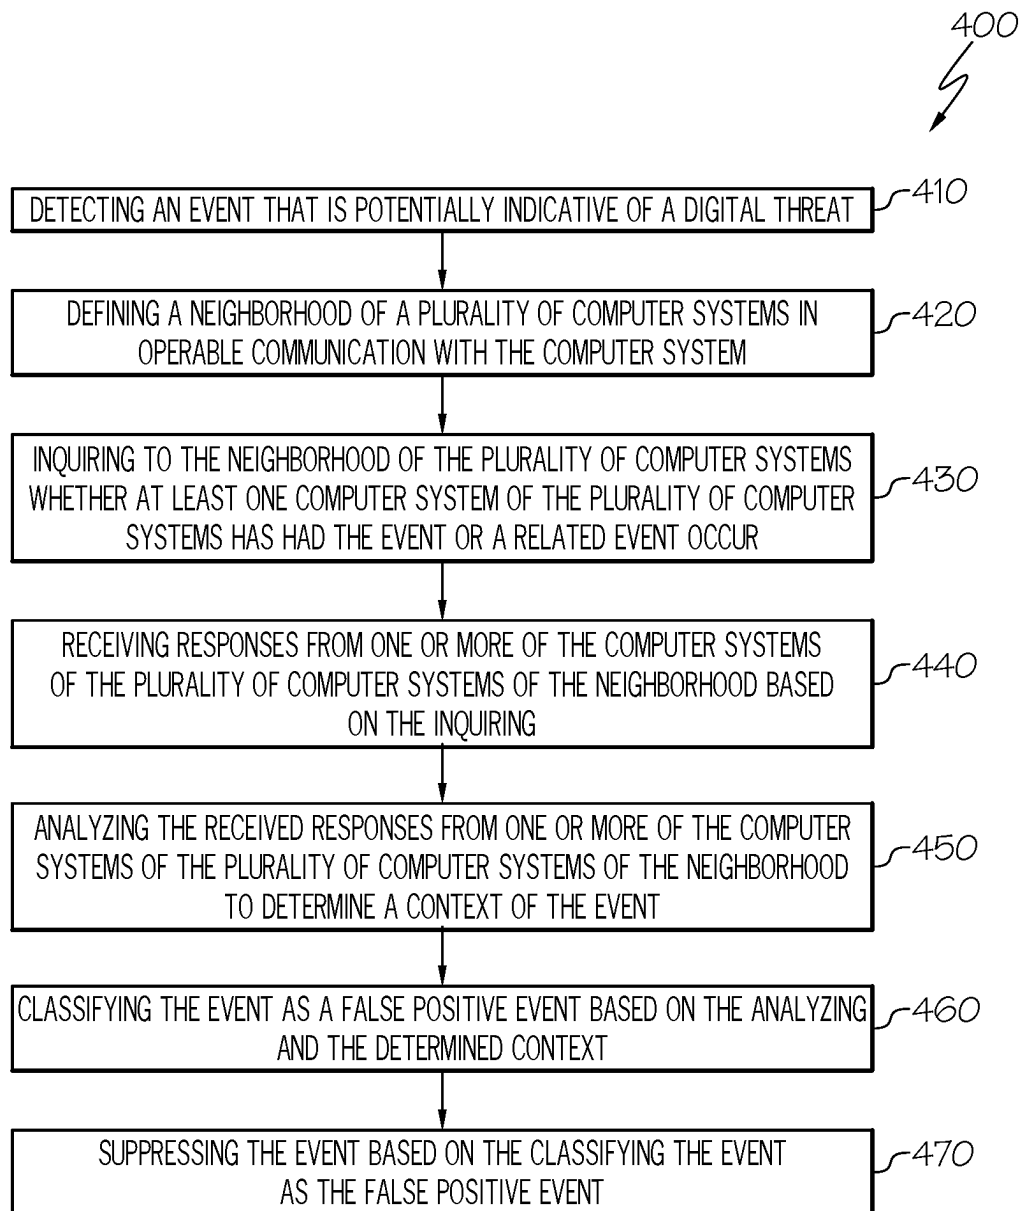 400
DETECTING AN EVENT THAT IS POTENTIALLY INDICATIVE OF A DIGITAL THREAT
410
DEFINING A NEIGHBORHOOD OF A PLURALITY OF COMPUTER SYSTEMS IN
OPERABLE COMMUNICATION WITH THE COMPUTER SYSTEM
420
INQUIRING TO THE NEIGHBORHOOD OF THE PLURALITY OF COMPUTER SYSTEMS
WHETHER AT LEAST ONE COMPUTER SYSTEM OF THE PLURALITY OF COMPUTER
SYSTEMS HAS HAD THE EVENT OR A RELATED EVENT OCCUR
430
RECEIVING RESPONSES FROM ONE OR MORE OF THE COMPUTER SYSTEMS
OF THE PLURALITY OF COMPUTER SYSTEMS OF THE NEIGHBORHOOD BASED
ON THE INQUIRING
440
ANALYZING THE RECEIVED RESPONSES FROM ONE OR MORE OF THE COMPUTER
SYSTEMS OF THE PLURALITY OF COMPUTER SYSTEMS OF THE NEIGHBORHOOD
TO DETERMINE A CONTEXT OF THE EVENT
450
CLASSIFYING THE EVENT AS A FALSE POSITIVE EVENT BASED ON THE ANALYZING
AND THE DETERMINED CONTEXT
460
SUPPRESSING THE EVENT BASED ON THE CLASSIFYING THE EVENT
AS THE FALSE POSITIVE EVENT
470